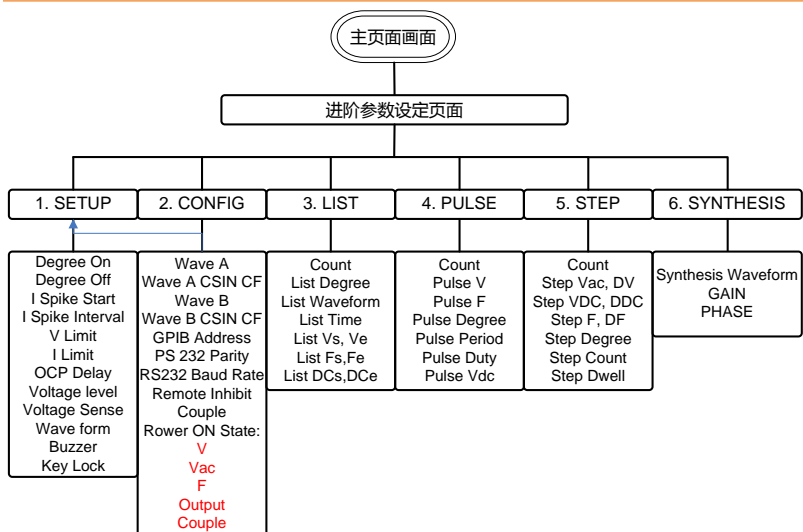 主页面画面
进阶参数设定页面
1. SETUP
2. CONFIG
3. LIST
4. PULSE
5. STEP
6. SYNTHESIS
Degree On
Degree Off
I Spike Start
I Spike Interval
V Limit
I Limit
OCP Delay
Voltage level
Voltage Sense
Wave form
Buzzer
Key Lock
Wave A
Wave A CSIN CF
Wave B
Wave B CSIN CF
GPIB Address
PS 232 Parity
RS232 Baud Rate
Remote Inhibit
Couple
Rower ON State:
V
Vac
F
Output
Couple
Count
List Degree
List Waveform
List Time
List Vs, Ve
List Fs,Fe
List DCs,DCe
Count
Pulse V
Pulse F
Pulse Degree
Pulse Period
Pulse Duty
Pulse Vdc
Count
Step Vac, DV
Step VDC, DDC
Step F, DF
Step Degree
Step Count
Step Dwell
Synthesis Waveform
GAIN
PHASE